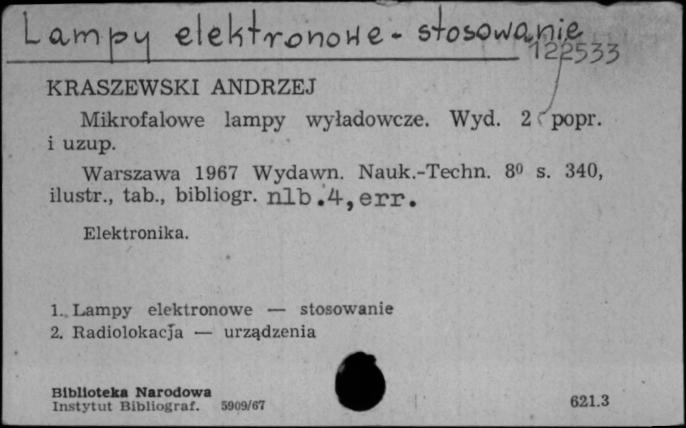 Lampy elektronowe - stosowanie
122533
KRASZEWSKI ANDRZEJ
Mikrofalowe lampy wyładowcze. Wyd. 2 popr.
i uzup.
Warszawa 1967 Wydawn. Nauk.-Techn. 8⁰ s. 340,
ilustr., tab., bibliogr. nlb.4, err.
Elektronika.
1. Lampy elektronowe — stosowanie
2. Radiolokacja — urządzenia
Biblioteka Narodowa
Instytut Bibliograf. 5909/67
621.3